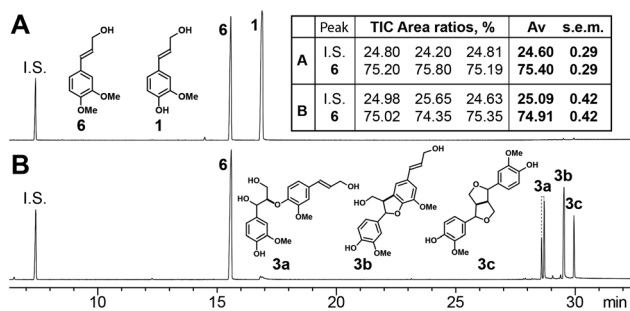 A
I.S.
OH
OMe
OMe
6
OH
OMe
OH
1
6
1
Peak TIC Area ratios, % Av s.e.m.
A I.S. 24.80 24.20 24.81 24.60 0.29
6 75.20 75.80 75.19 75.40 0.29
B I.S. 24.98 25.65 24.63 25.09 0.42
6 75.02 74.35 75.35 74.91 0.42
B
I.S.
6
HO
HO
O
OH
OMe
OMe
OH
3a
OH
HO
O
OMe
HO
OMe
3b
OMe
OH
O
O
HO
OMe
3c
3a
3b
3c
10 15 20 25 30 min